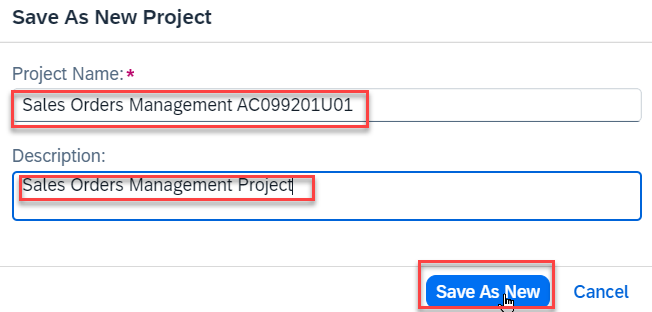 Save As New Project
Project Name:*
Sales Orders Management AC099201U01
Description:
Sales Orders Management Project
Save As New Cancel